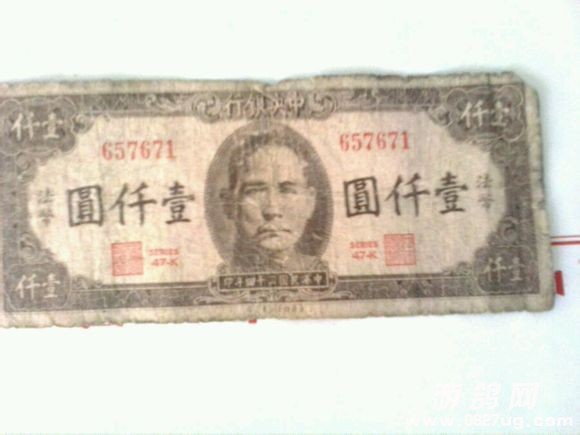 中央銀行
壹仟
壹仟
657671
657671
法幣
壹仟圓
壹仟圓
法幣
SERIES
47-K
SERIES
47-K
壹仟
壹仟
中華民國三十四年印